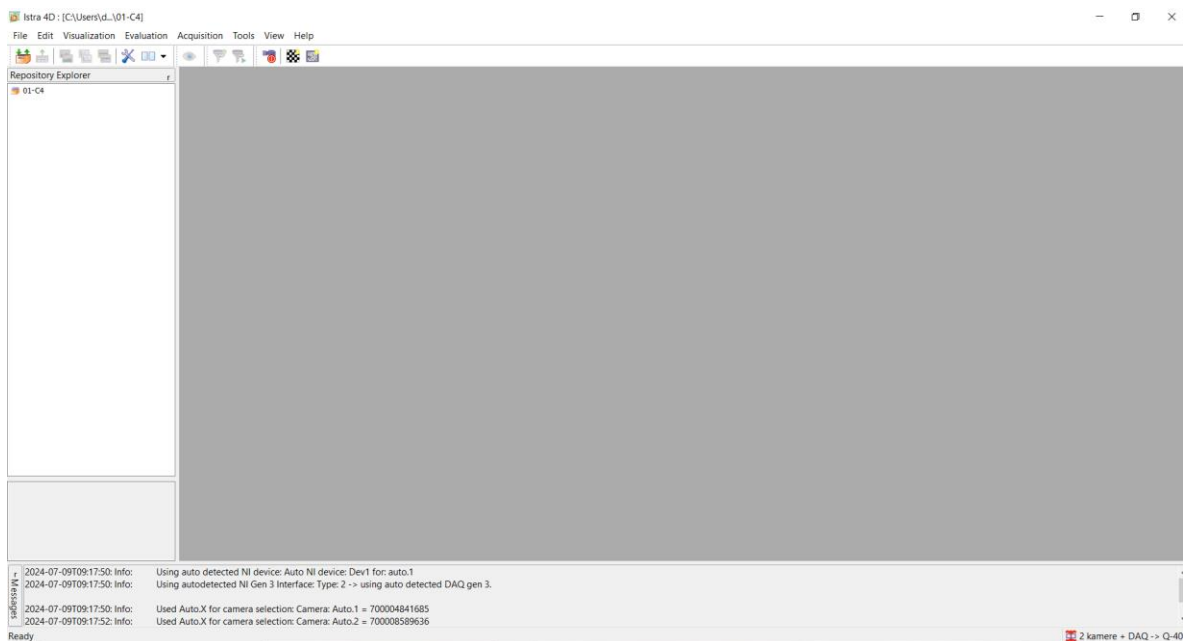 Istra 4D : [C:\Users\d...\01-C4]
File Edit Visualization Evaluation Acquisition Tools View Help
Repository Explorer
01-C4
Messages
2024-07-09T09:17:50: Info: Using auto detected NI device: Auto NI device: Dev1 for: auto.1
2024-07-09T09:17:50: Info: Using autodetected NI Gen 3 Interface: Type: 2 -> using auto detected DAQ gen 3.
2024-07-09T09:17:50: Info: Used Auto.X for camera selection: Camera: Auto.1 = 700004841685
2024-07-09T09:17:52: Info: Used Auto.X for camera selection: Camera: Auto.2 = 700008589636
Ready 2 kamere + DAQ -> Q-40